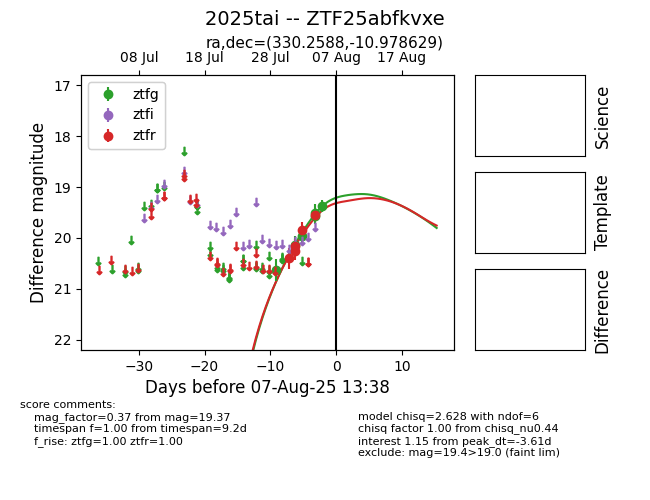 2025tai -- ZTF25abfkvxe
ra,dec=(330.2588,-10.978629)
08 Jul 18 Jul 28 Jul 07 Aug 17 Aug
ztfg
ztfi
ztfr
17
18
19
20
21
22
Difference magnitude
−30 −20 −10 0 10
Days before 07-Aug-25 13:38
Science
Template
Difference
score comments:
mag_factor=0.37 from mag=19.37
timespan f=1.00 from timespan=9.2d
f_rise: ztfg=1.00 ztfr=1.00
model chisq=2.628 with ndof=6
chisq factor 1.00 from chisq_nu0.44
interest 1.15 from peak_dt=-3.61d
exclude: mag=19.4>19.0 (faint lim)